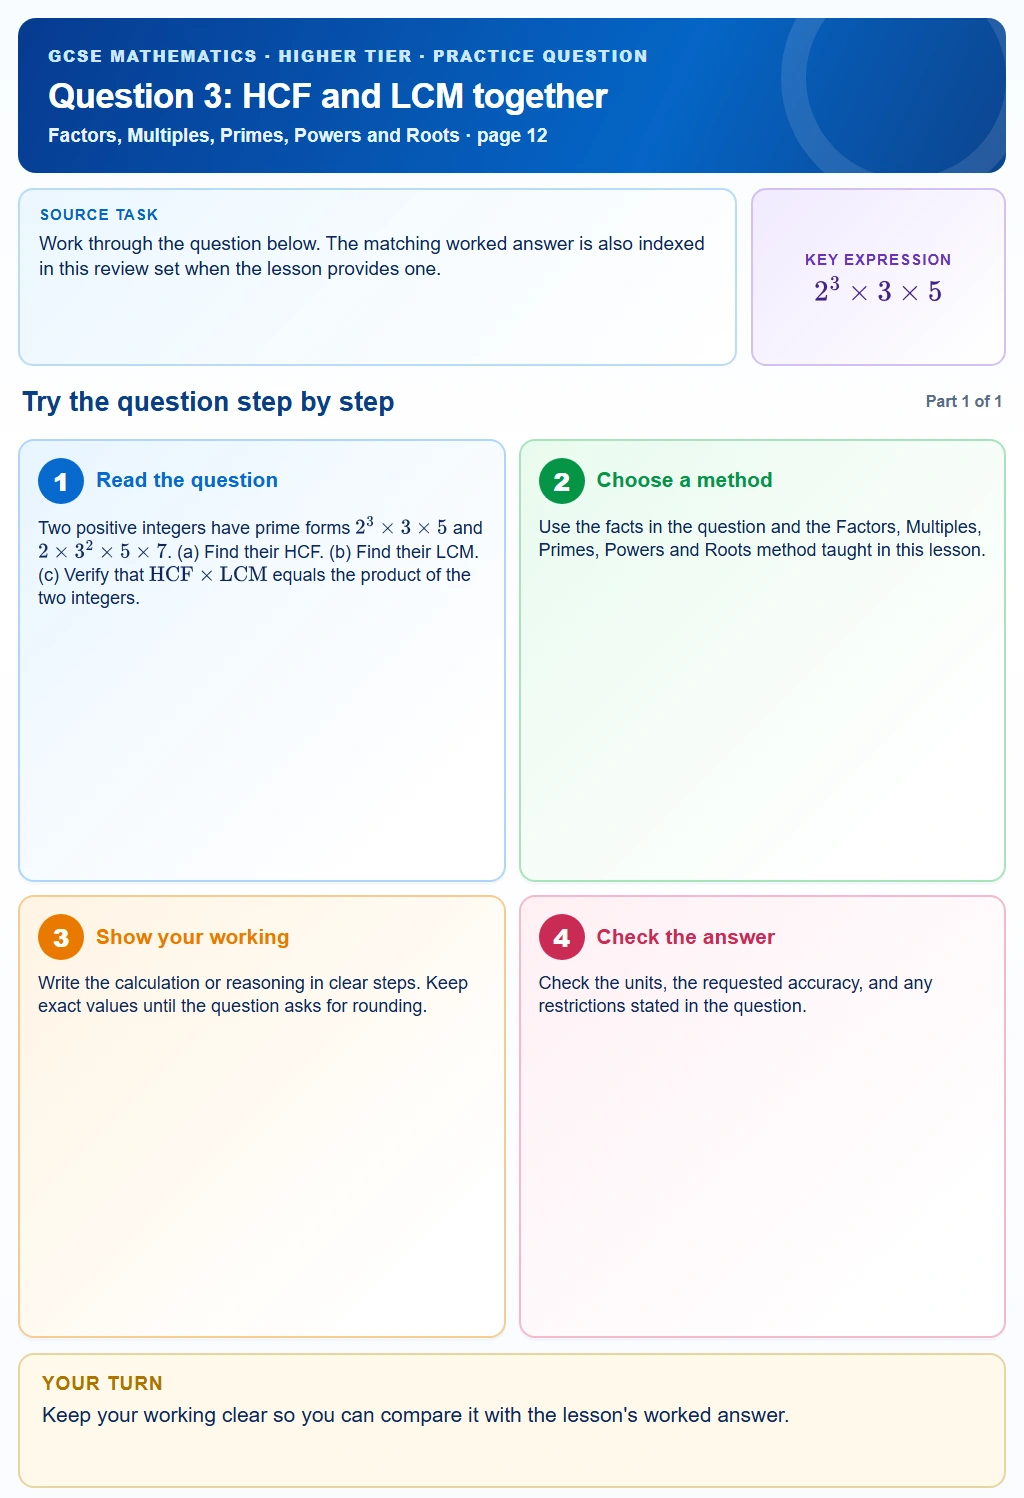 GCSE MATHEMATICS · HIGHER TIER · PRACTICE QUESTION
Question 3: HCF and LCM together
Factors, Multiples, Primes, Powers and Roots · page 12
SOURCE TASK
Work through the question below. The matching worked answer is also indexed
in this review set when the lesson provides one.
KEY EXPRESSION
2³ × 3 × 5
Try the question step by step
Part 1 of 1
1 Read the question
Two positive integers have prime forms 2³ × 3 × 5 and
2 × 3² × 5 × 7. (a) Find their HCF. (b) Find their LCM.
(c) Verify that HCF × LCM equals the product of the
two integers.
2 Choose a method
Use the facts in the question and the Factors, Multiples,
Primes, Powers and Roots method taught in this lesson.
3 Show your working
Write the calculation or reasoning in clear steps. Keep
exact values until the question asks for rounding.
4 Check the answer
Check the units, the requested accuracy, and any
restrictions stated in the question.
YOUR TURN
Keep your working clear so you can compare it with the lesson's worked answer.